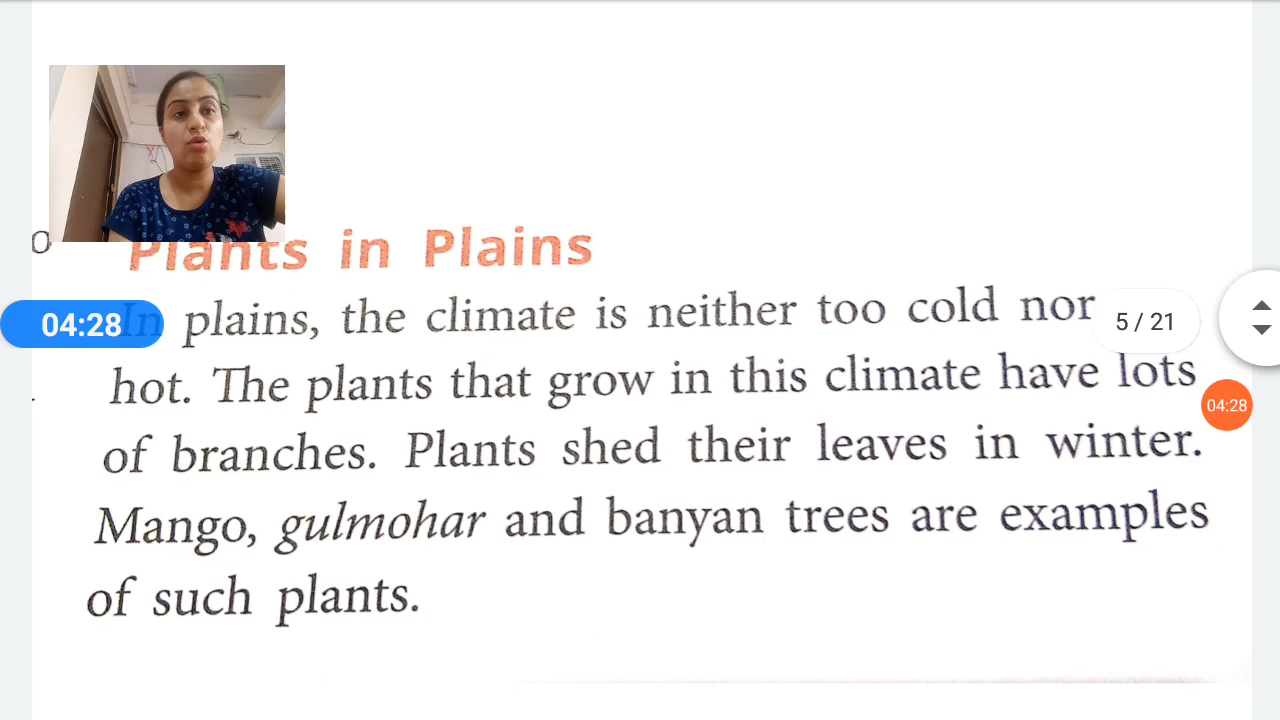 Plants in Plains
In plains, the climate is neither too cold nor
04:28
5 / 21
hot. The plants that grow in this climate have lots
04:28
of branches. Plants shed their leaves in winter.
Mango, gulmohar and banyan trees are examples
of such plants.